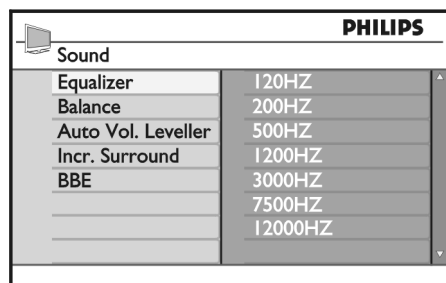 PHILIPS
Sound
Equalizer
Balance
Auto Vol. Leveller
Incr. Surround
BBE
120HZ
200HZ
500HZ
1200HZ
3000HZ
7500HZ
12000HZ